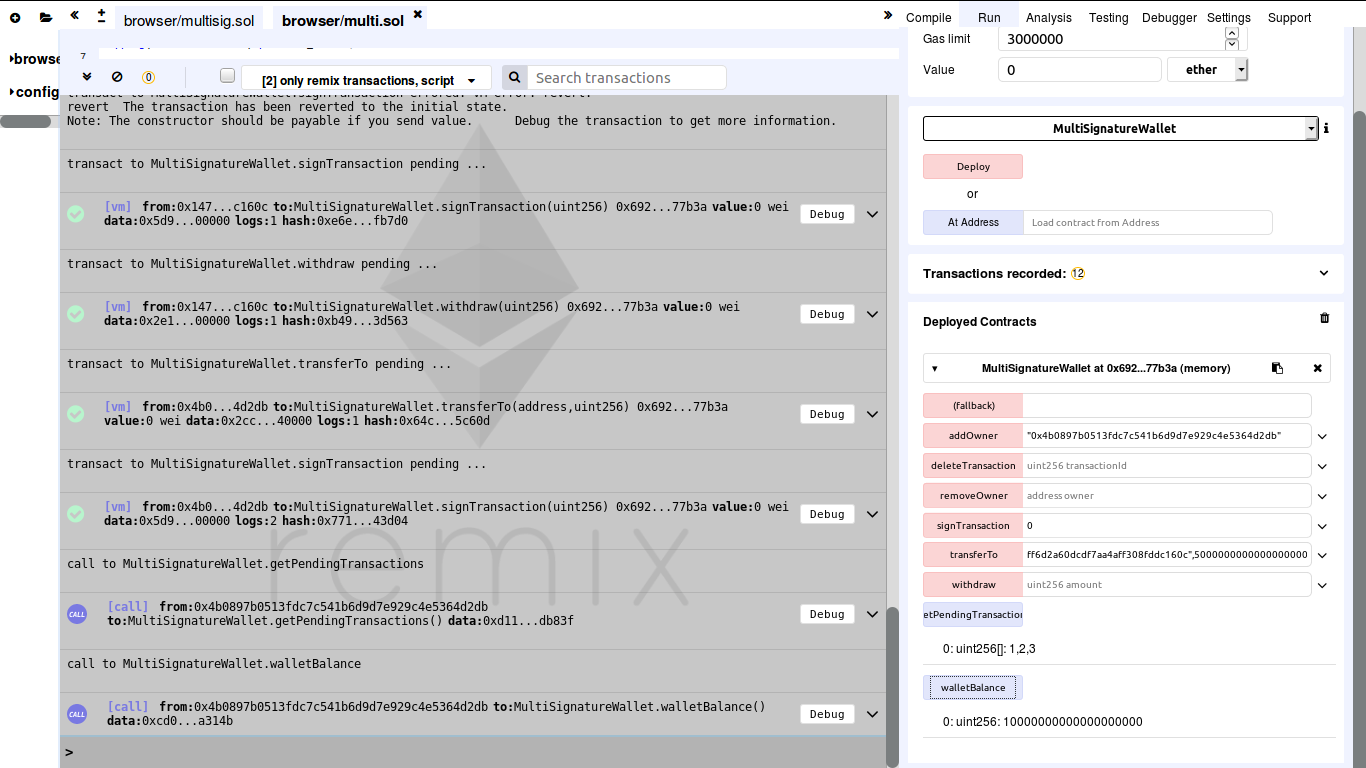 browser/multisig.sol
browser/multi.sol
Compile
Run
Analysis
Testing
Debugger
Settings
Support
7
browse
config
0
[2] only remix transactions, script
Search transactions
revert The transaction has been reverted to the initial state.
Note: The constructor should be payable if you send value. Debug the transaction to get more information.
transact to MultiSignatureWallet.signTransaction pending ...
[vm] from:0x147...c160c to:MultiSignatureWallet.signTransaction(uint256) 0x692...77b3a value:0 wei
data:0x5d9...00000 logs:1 hash:0xe6e...fb7d0
Debug
transact to MultiSignatureWallet.withdraw pending ...
[vm] from:0x147...c160c to:MultiSignatureWallet.withdraw(uint256) 0x692...77b3a value:0 wei
data:0x2e1...00000 logs:1 hash:0xb49...3d563
Debug
transact to MultiSignatureWallet.transferTo pending ...
[vm] from:0x4b0...4d2db to:MultiSignatureWallet.transferTo(address,uint256) 0x692...77b3a
value:0 wei data:0x2cc...40000 logs:1 hash:0x64c...5c60d
Debug
transact to MultiSignatureWallet.signTransaction pending ...
[vm] from:0x4b0...4d2db to:MultiSignatureWallet.signTransaction(uint256) 0x692...77b3a value:0 wei
data:0x5d9...00000 logs:2 hash:0x771...43d04
Debug
remix
call to MultiSignatureWallet.getPendingTransactions
CALL
[call] from:0x4b0897b0513fdc7c541b6d9d7e929c4e5364d2db
to:MultiSignatureWallet.getPendingTransactions() data:0xd11...db83f
Debug
call to MultiSignatureWallet.walletBalance
CALL
[call] from:0x4b0897b0513fdc7c541b6d9d7e929c4e5364d2db to:MultiSignatureWallet.walletBalance()
data:0xcd0...a314b
Debug
>
Gas limit
3000000
Value
0
ether
MultiSignatureWallet
Deploy
or
At Address
Load contract from Address
Transactions recorded: 12
Deployed Contracts
MultiSignatureWallet at 0x692...77b3a (memory)
(fallback)
addOwner
"0x4b0897b0513fdc7c541b6d9d7e929c4e5364d2db"
deleteTransaction
uint256 transactionId
removeOwner
address owner
signTransaction
0
transferTo
ff6d2a60dcdf7aa4aff308fddc160c",5000000000000000000
withdraw
uint256 amount
etPendingTransaction
0: uint256[]: 1,2,3
walletBalance
0: uint256: 10000000000000000000